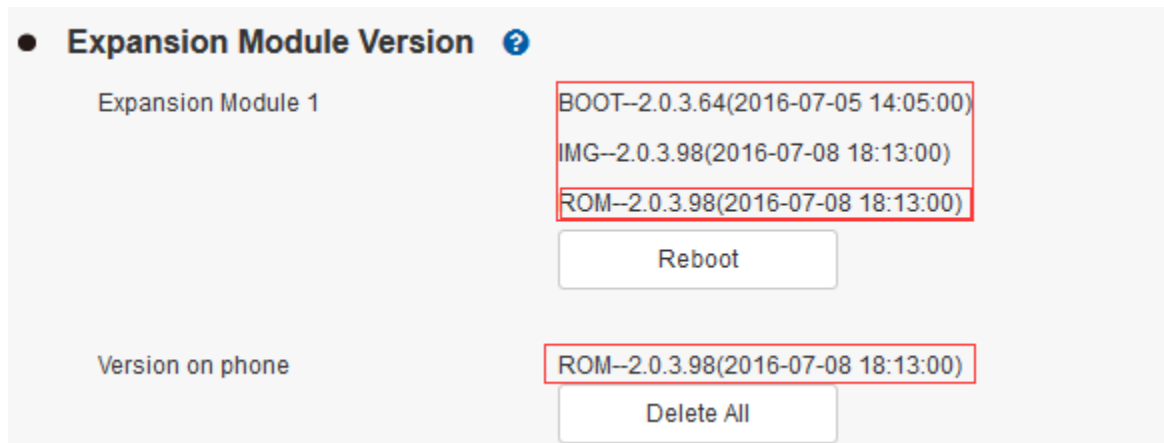 Expansion Module Version ?
Expansion Module 1 BOOT--2.0.3.64(2016-07-05 14:05:00)
IMG--2.0.3.98(2016-07-08 18:13:00)
ROM--2.0.3.98(2016-07-08 18:13:00)
Reboot
Version on phone ROM--2.0.3.98(2016-07-08 18:13:00)
Delete All